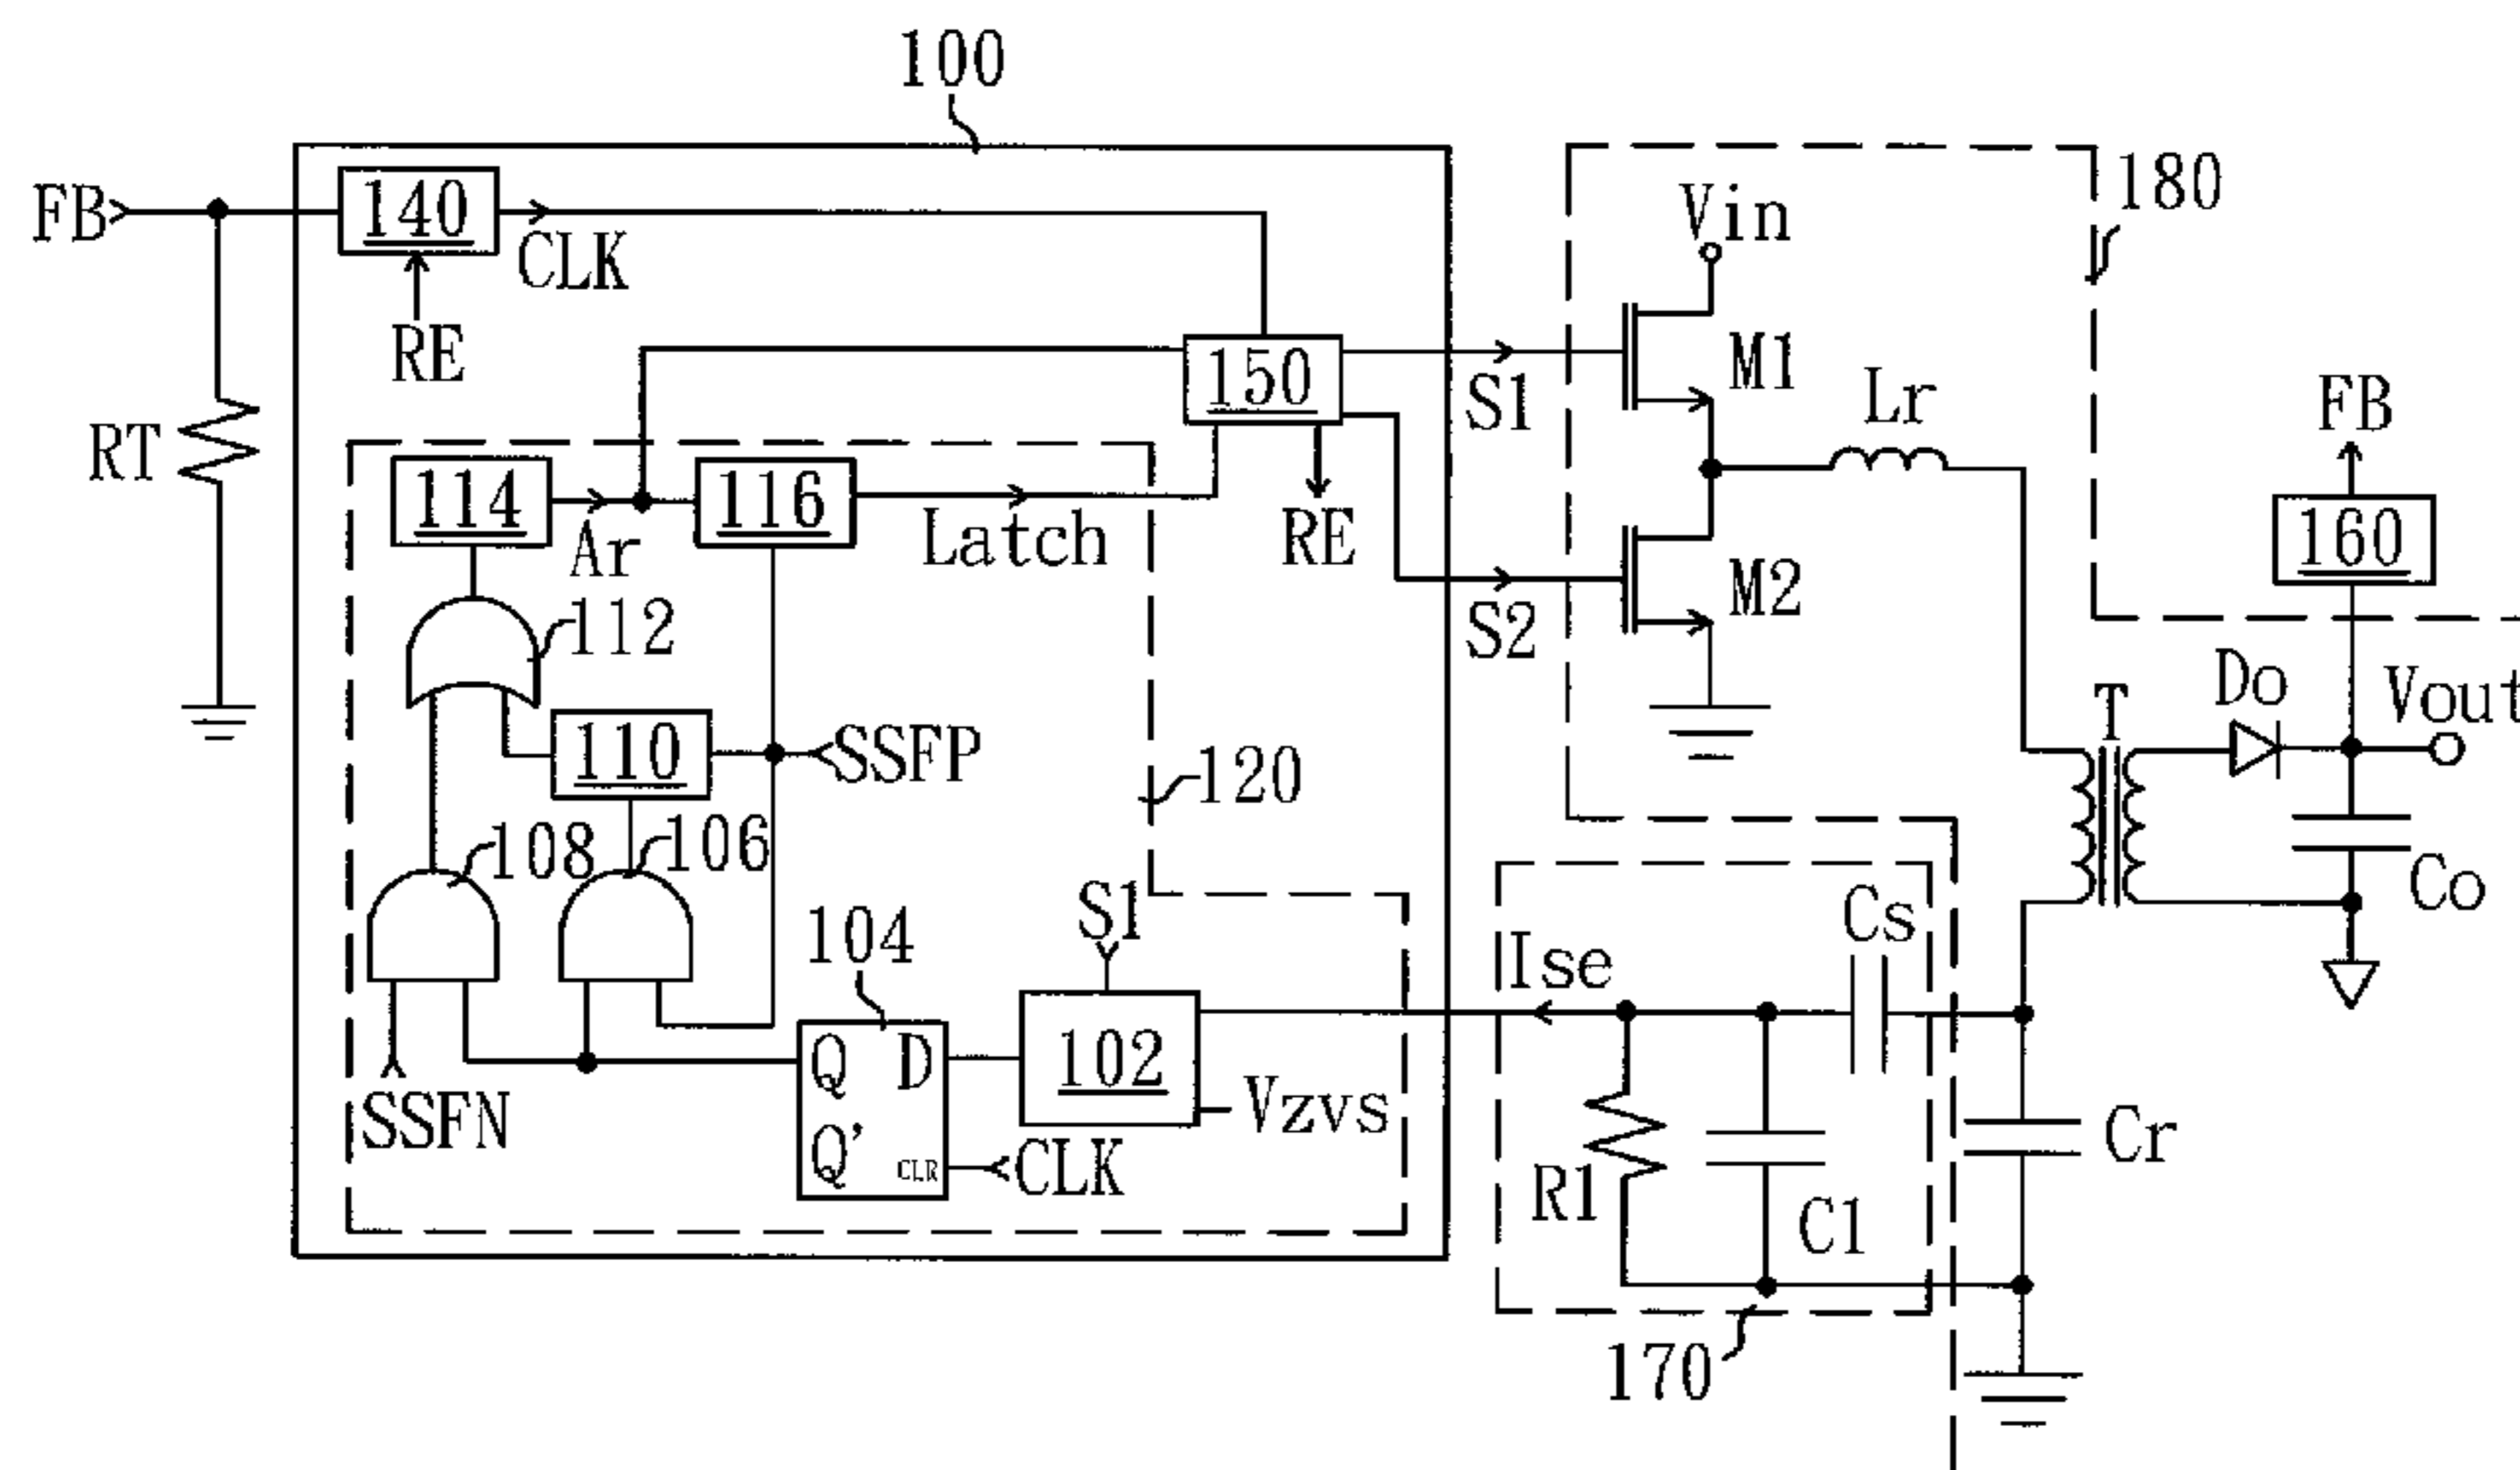 100
FB
140
CLK
RE
RT
150
S1
S2
RE
114
Ar
116
Latch
112
110
SSFP
120
108
106
104
S1
Q
D
Q'
CLR
CLK
102
Vzvs
SSFN
180
Vin
M1
M2
Lr
FB
160
Do
Vout
T
Co
Cs
Ise
R1
C1
Cr
170